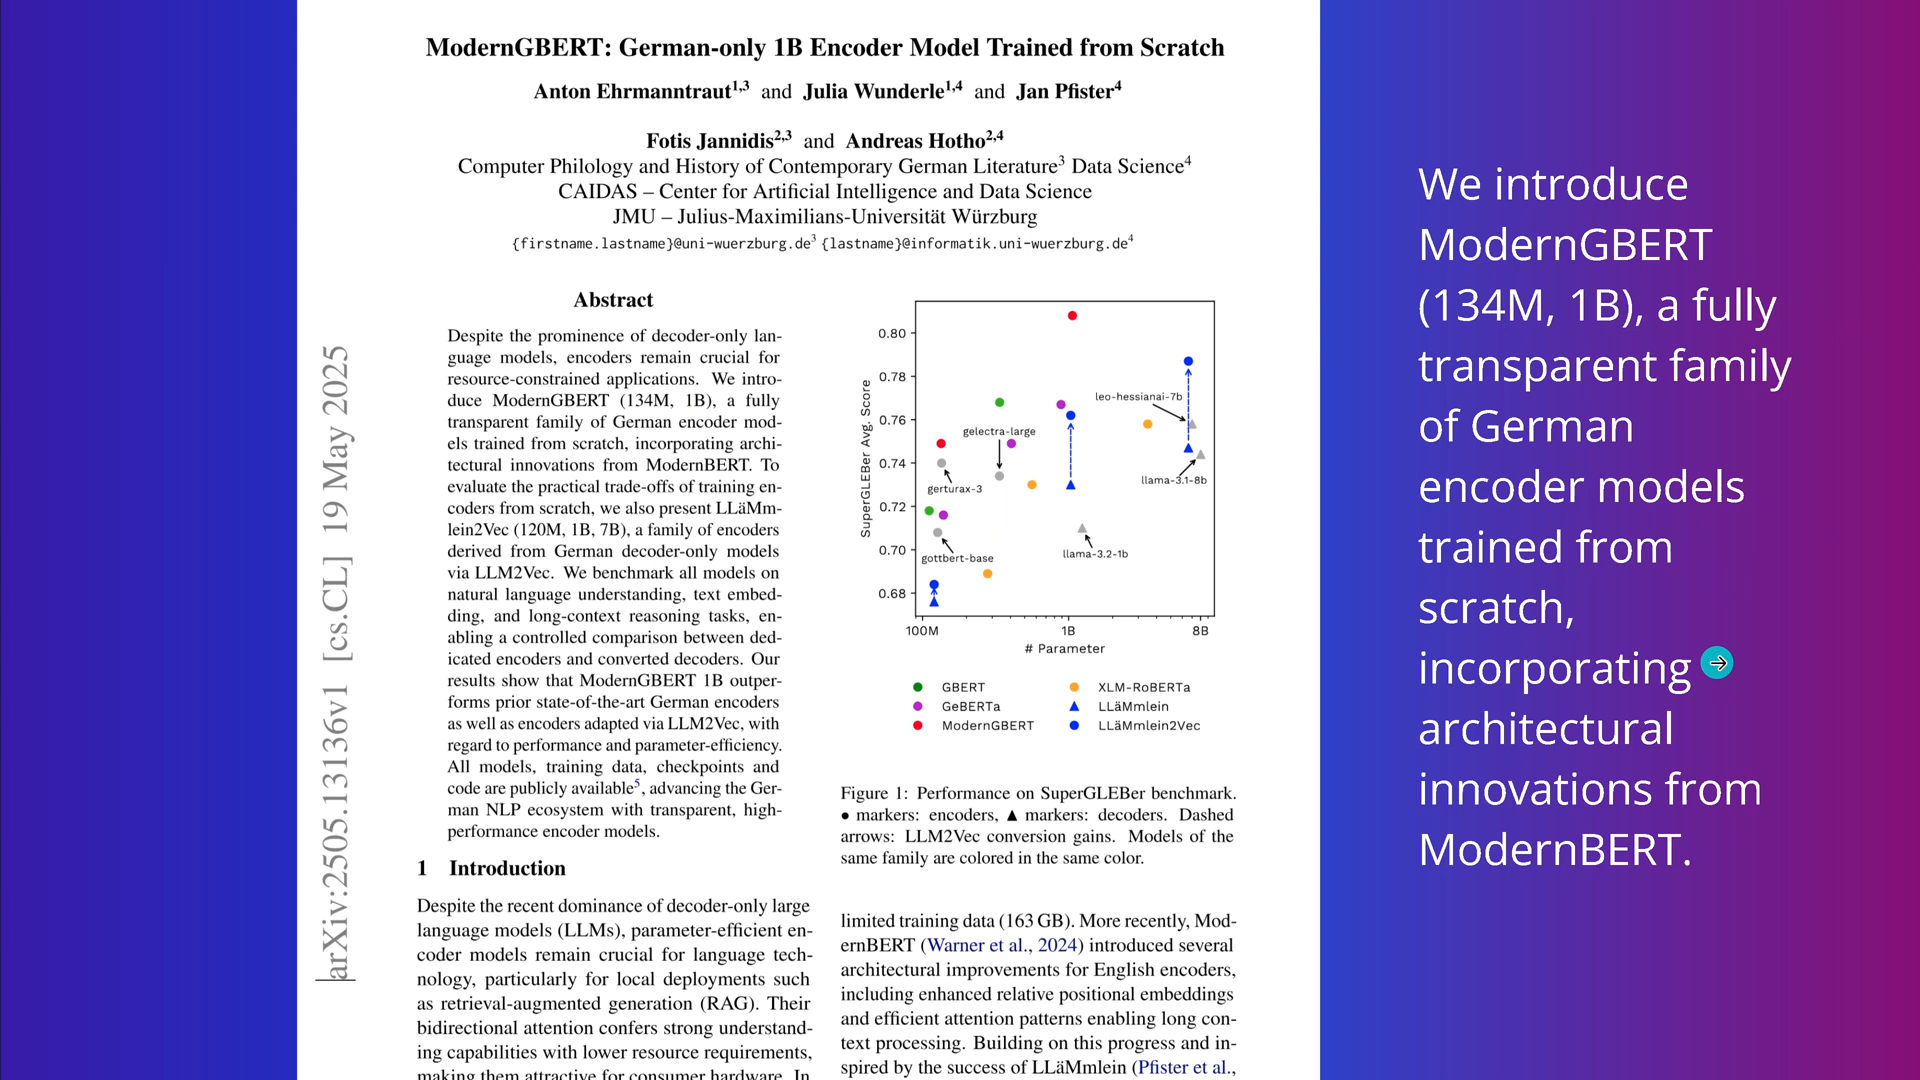 ModernGBERT: German-only 1B Encoder Model Trained from Scratch
Anton Ehrmanntraut1,3 and Julia Wunderle1,4 and Jan Pfister4
Fotis Jannidis2,3 and Andreas Hotho2,4
Computer Philology and History of Contemporary German Literature3 Data Science4
CAIDAS – Center for Artificial Intelligence and Data Science
JMU – Julius-Maximilians-Universität Würzburg
{firstname.lastname}@uni-wuerzburg.de3 {lastname}@informatik.uni-wuerzburg.de4
arXiv:2505.13136v1 [cs.CL] 19 May 2025
Abstract
Despite the prominence of decoder-only lan-
guage models, encoders remain crucial for
resource-constrained applications. We intro-
duce ModernGBERT (134M, 1B), a fully
transparent family of German encoder mod-
els trained from scratch, incorporating archi-
tectural innovations from ModernBERT. To
evaluate the practical trade-offs of training en-
coders from scratch, we also present LLäMm-
lein2Vec (120M, 1B, 7B), a family of encoders
derived from German decoder-only models
via LLM2Vec. We benchmark all models on
natural language understanding, text embed-
ding, and long-context reasoning tasks, en-
abling a controlled comparison between ded-
icated encoders and converted decoders. Our
results show that ModernGBERT 1B outper-
forms prior state-of-the-art German encoders
as well as encoders adapted via LLM2Vec, with
regard to performance and parameter-efficiency.
All models, training data, checkpoints and
code are publicly available5, advancing the Ger-
man NLP ecosystem with transparent, high-
performance encoder models.
1 Introduction
Despite the recent dominance of decoder-only large
language models (LLMs), parameter-efficient en-
coder models remain crucial for language tech-
nology, particularly for local deployments such
as retrieval-augmented generation (RAG). Their
bidirectional attention confers strong understand-
ing capabilities with lower resource requirements,
making them attractive for consumer hardware. In
SuperGLEBer Avg. Score
0.80
0.78
0.76
0.74
0.72
0.70
0.68
leo-hessianai-7b
gelectra-large
gerturax-3
llama-3.1-8b
gottbert-base
llama-3.2-1b
100M
1B
8B
# Parameter
GBERT
GeBERTa
ModernGBERT
XLM-RoBERTa
LLäMmlein
LLäMmlein2Vec
Figure 1: Performance on SuperGLEBer benchmark.
● markers: encoders, ▲ markers: decoders. Dashed
arrows: LLM2Vec conversion gains. Models of the
same family are colored in the same color.
limited training data (163 GB). More recently, Mod-
ernBERT (Warner et al., 2024) introduced several
architectural improvements for English encoders,
including enhanced relative positional embeddings
and efficient attention patterns enabling long con-
text processing. Building on this progress and in-
spired by the success of LLäMmlein (Pfister et al.,
We introduce
ModernGBERT
(134M, 1B), a fully
transparent family
of German
encoder models
trained from
scratch,
incorporating
architectural
innovations from
ModernBERT.